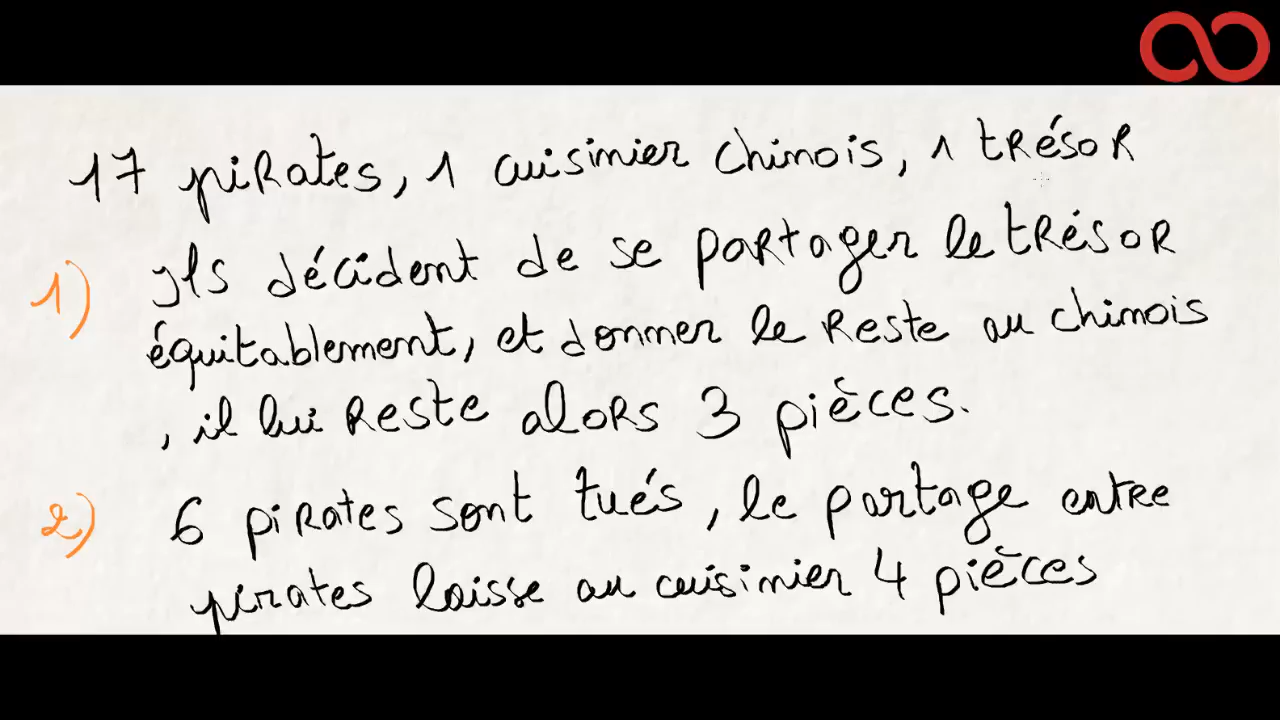 17 pirates, 1 cuisinier chinois, 1 trésor
1) Ils décident de se partager le trésor
équitablement, et donner le reste au chinois
, il lui reste alors 3 pièces.
2) 6 pirates sont tués, le partage entre
pirates laisse au cuisinier 4 pièces